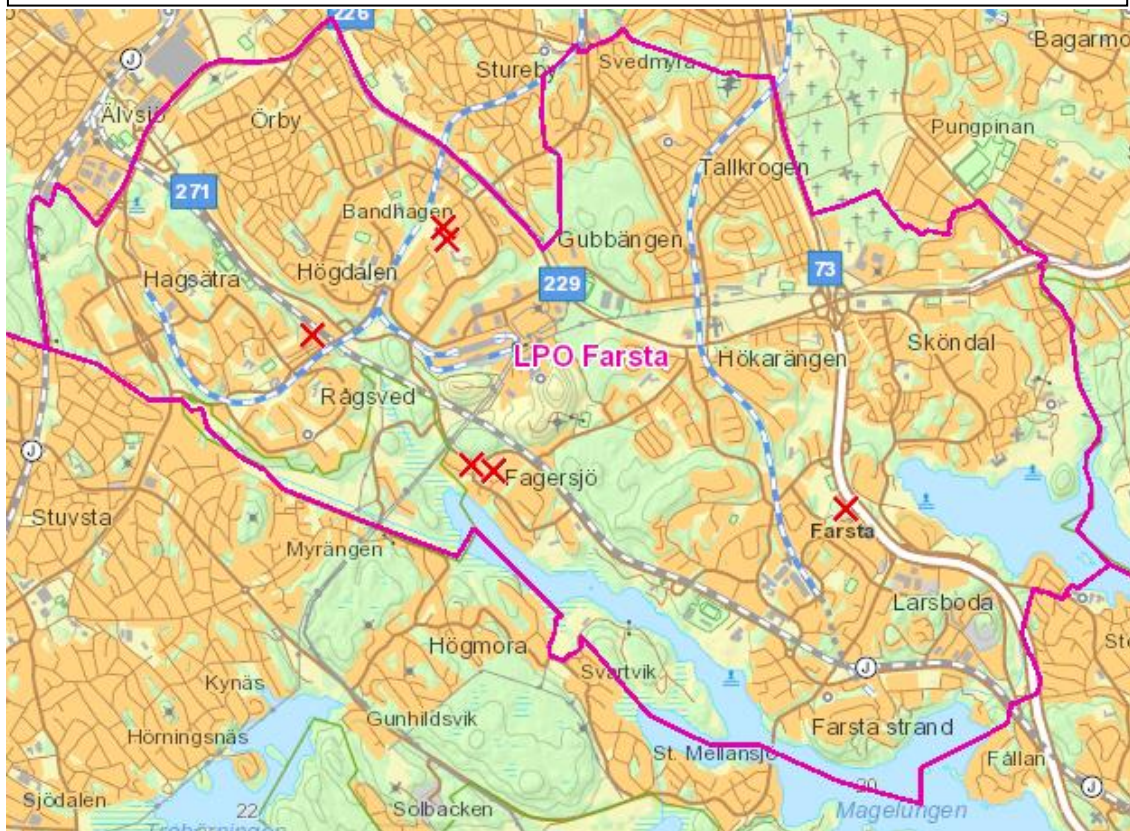 226
Bagarmo
J
Stureby
Svedmyra
Älvsjö
Örby
Pungpinan
Tallkrogen
271
Bandhagen
Gubbängen
Hagsätra
Högdalen
73
229
Sköndal
LPO Farsta
Hökarängen
Rågsved
J
Fagersjö
Stuvsta
Farsta
Myrängen
Larsboda
Högmora
Sto
J
Svartvik
Kynäs
Gunhildsvik
Farsta strand
Hörningsnäs
St. Mellansjö
Fållan
20
J
Sjödalen
22
Solbacken
Magelungen